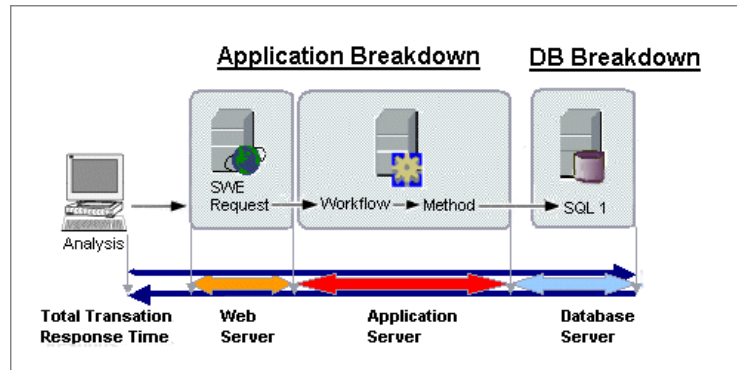 Application Breakdown
DB Breakdown
SWE
Request
Workflow
Method
SQL 1
Analysis
Total Transation
Response Time
Web
Server
Application
Server
Database
Server